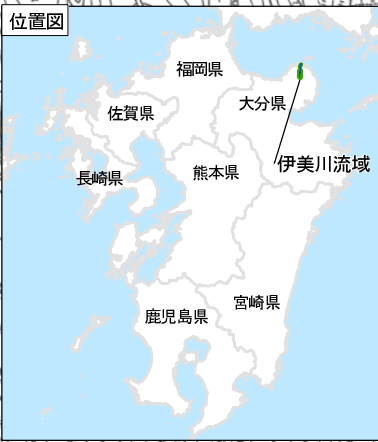 位置図
福岡県
大分県
佐賀県
伊美川流域
熊本県
長崎県
宮崎県
鹿児島県